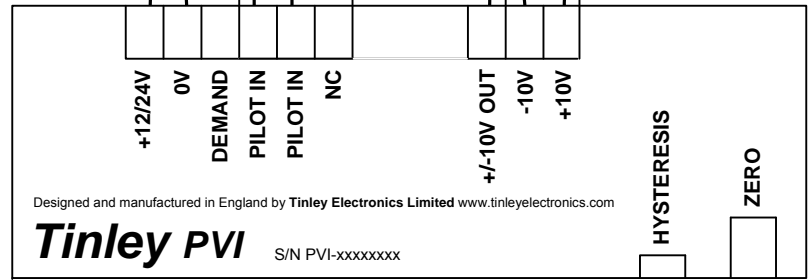 +12/24V
0V
DEMAND
PILOT IN
PILOT IN
NC
+/-10V OUT
-10V
+10V
HYSTERESIS
ZERO
Designed and manufactured in England by Tinley Electronics Limited www.tinleyelectronics.com
Tinley PVI S/N PVI-xxxxxxxx